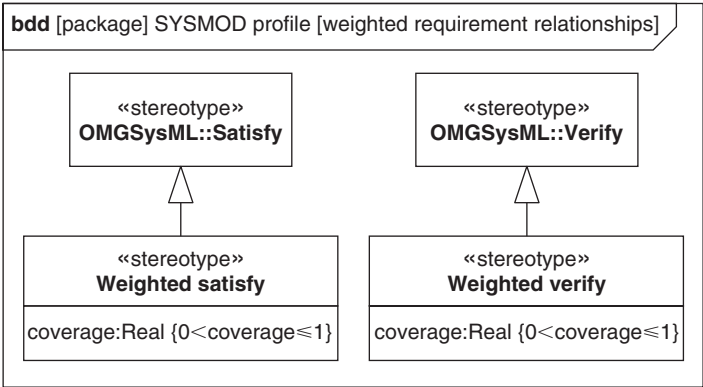 bdd [package] SYSMOD profile [weighted requirement relationships]
«stereotype»
OMGSysML::Satisfy
«stereotype»
OMGSysML::Verify
«stereotype»
Weighted satisfy
coverage:Real {0<coverage≤1}
«stereotype»
Weighted verify
coverage:Real {0<coverage≤1}